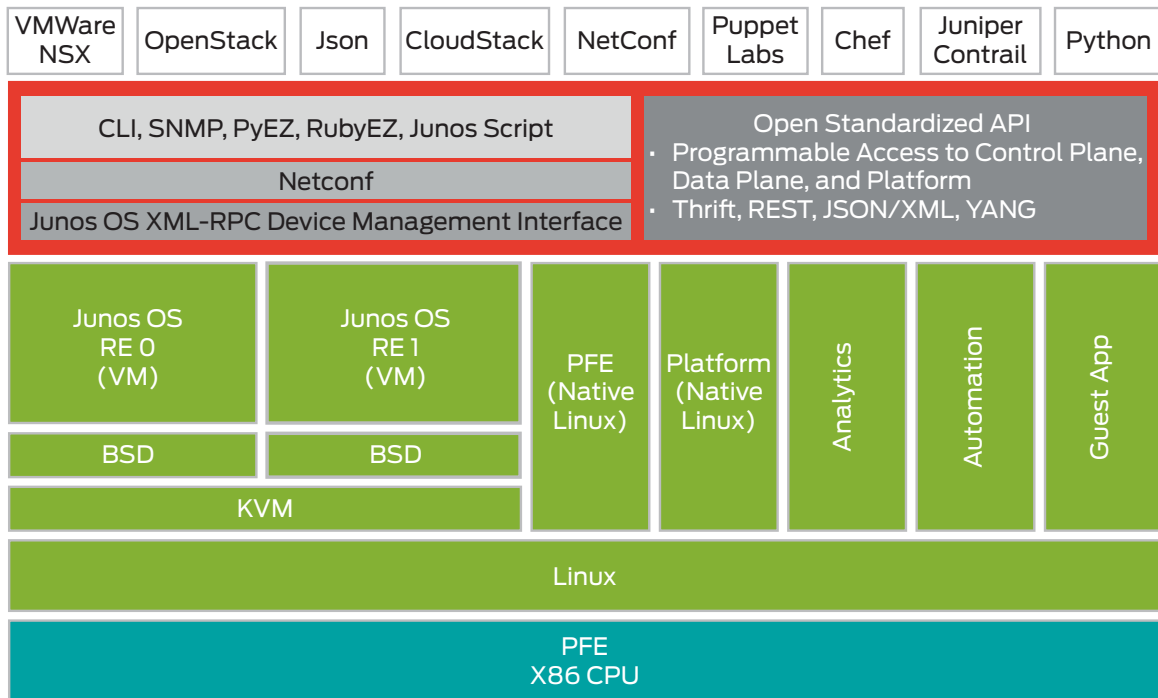 VMWare
NSX
OpenStack
Json
CloudStack
NetConf
Puppet
Labs
Chef
Juniper
Contrail
Python
CLI, SNMP, PyEZ, RubyEZ, Junos Script
Netconf
Junos OS XML-RPC Device Management Interface
Open Standardized API
· Programmable Access to Control Plane,
Data Plane, and Platform
· Thrift, REST, JSON/XML, YANG
Junos OS
RE 0
(VM)
Junos OS
RE 1
(VM)
BSD
BSD
KVM
PFE
(Native
Linux)
Platform
(Native
Linux)
Analytics
Automation
Guest App
Linux
PFE
X86 CPU